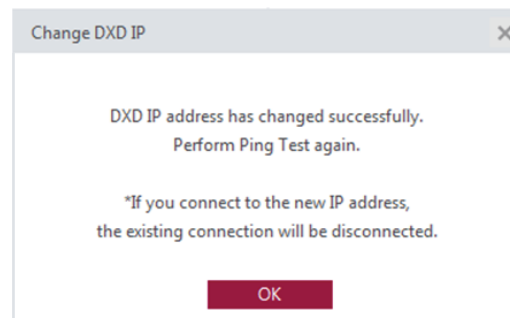 Change DXD IP
DXD IP address has changed successfully.
Perform Ping Test again.
*If you connect to the new IP address,
the existing connection will be disconnected.
OK